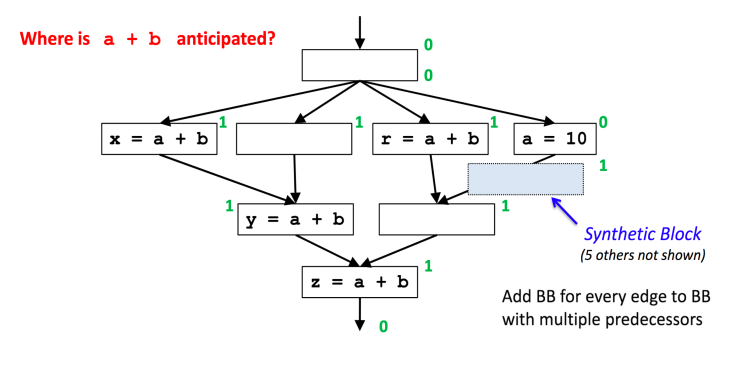 Where is a + b anticipated?
0
0
x = a + b
1
1
r = a + b
1
a = 10
0
1
1
y = a + b
1
Synthetic Block
(5 others not shown)
z = a + b
1
Add BB for every edge to BB
with multiple predecessors
0